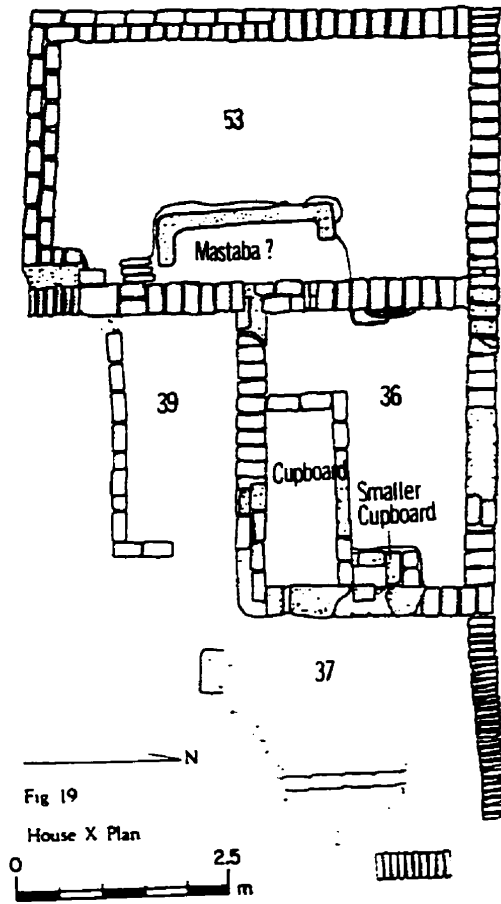 53
Mastaba ?
39
36
Cupboard
Smaller
Cupboard
37
N
Fig 19
House X Plan
0 2.5
m